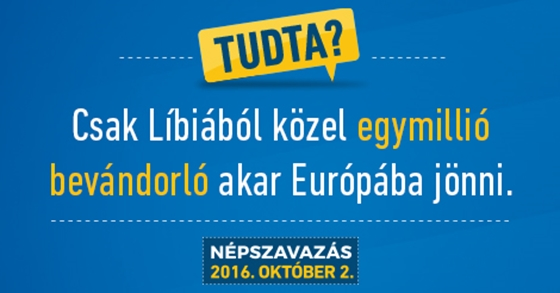 TUDTA?
Csak Líbiából közel egymillió
bevándorló akar Európába jönni.
NÉPSZAVAZÁS
2016. OKTÓBER 2.